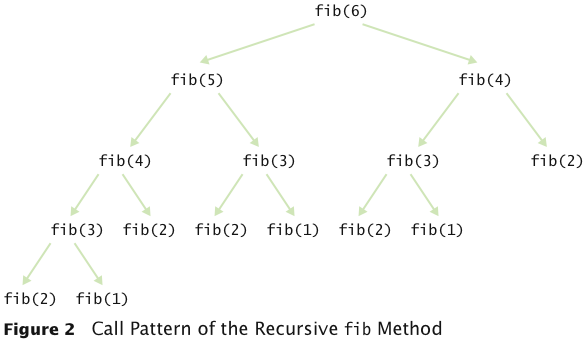 fib(6)
fib(5) fib(4)
fib(4) fib(3) fib(3) fib(2)
fib(3) fib(2) fib(2) fib(1) fib(2) fib(1)
fib(2) fib(1)
Figure 2 Call Pattern of the Recursive fib Method